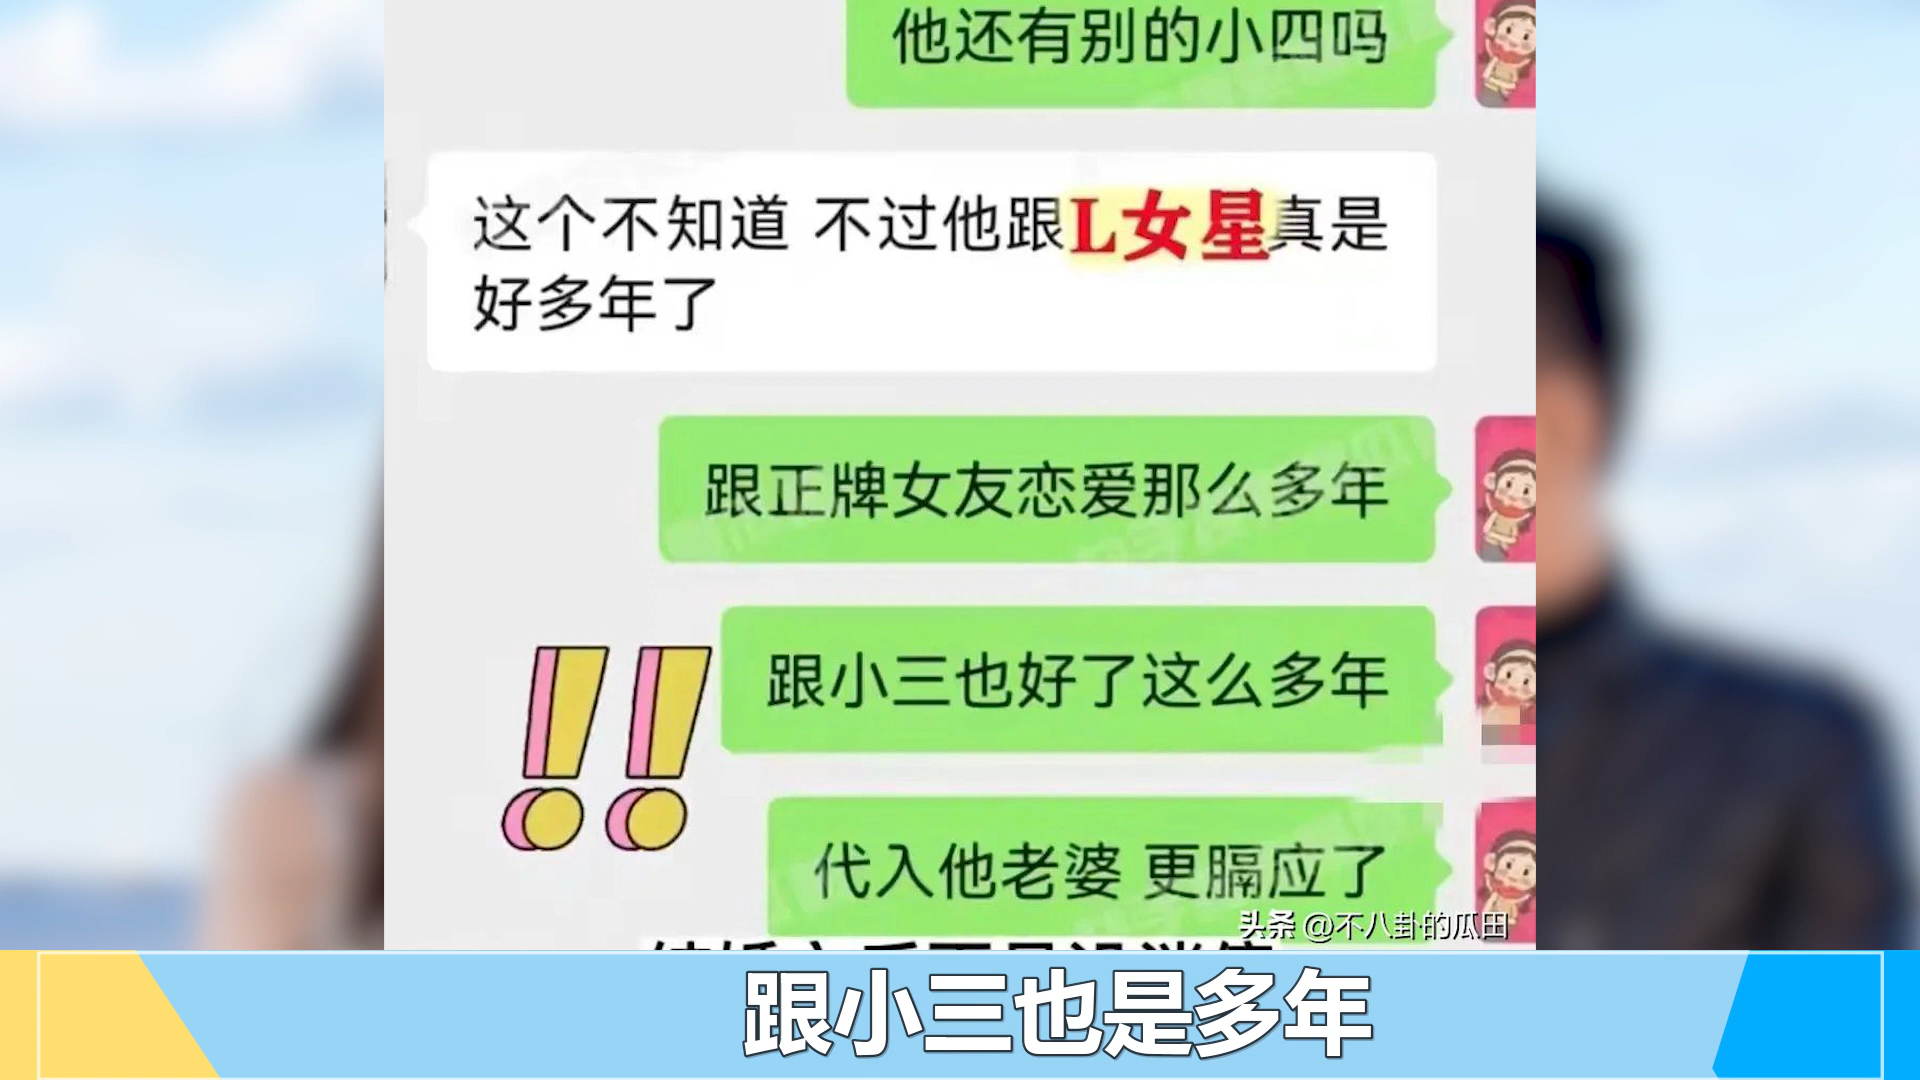 他还有别的小四吗
这个不知道 不过他跟L女星真是
好多年了
跟正牌女友恋爱那么多年
跟小三也好了这么多年
代入他老婆 更膈应了
头条 @不八卦的瓜田
跟小三也是多年